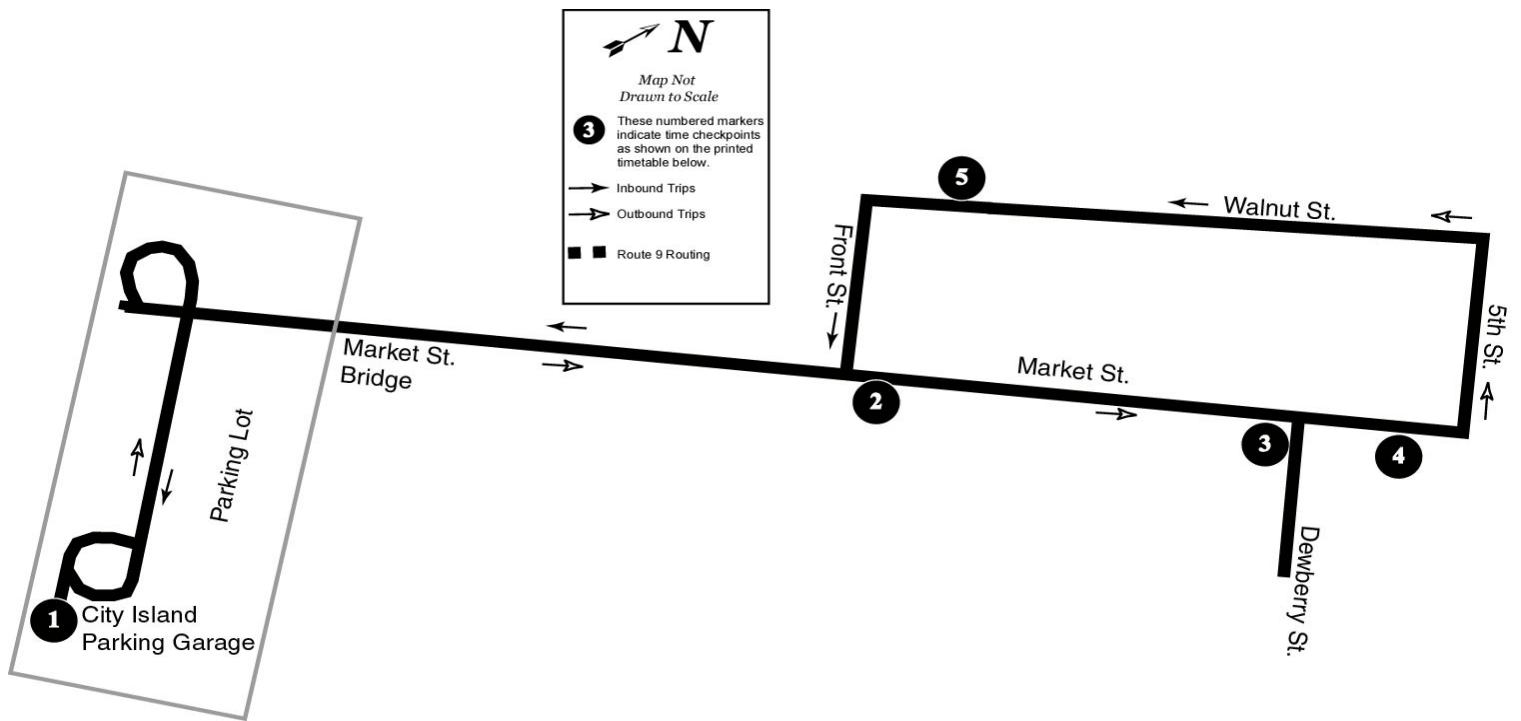 N
Map Not
Drawn to Scale
3
These numbered markers
indicate time checkpoints
as shown on the printed
timetable below.
Inbound Trips
Outbound Trips
Route 9 Routing
5
Walnut St.
Front St.
5th St.
Market St.
Bridge
Market St.
2
3
4
Parking Lot
Dewberry St.
1
City Island
Parking Garage